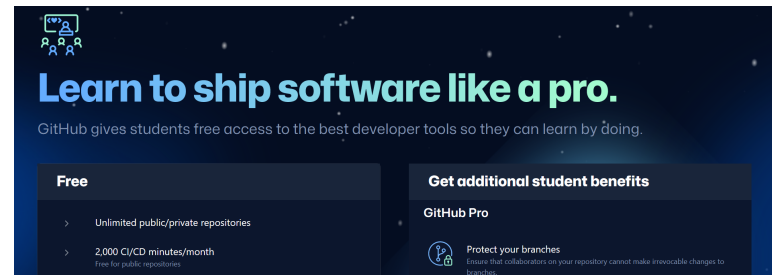 Learn to ship software like a pro.
GitHub gives students free access to the best developer tools so they can learn by doing.
Free
Unlimited public/private repositories
2,000 CI/CD minutes/month
Free for public repositories
Get additional student benefits
GitHub Pro
Protect your branches
Ensure that collaborators on your repository cannot make irrevocable changes to
branches.